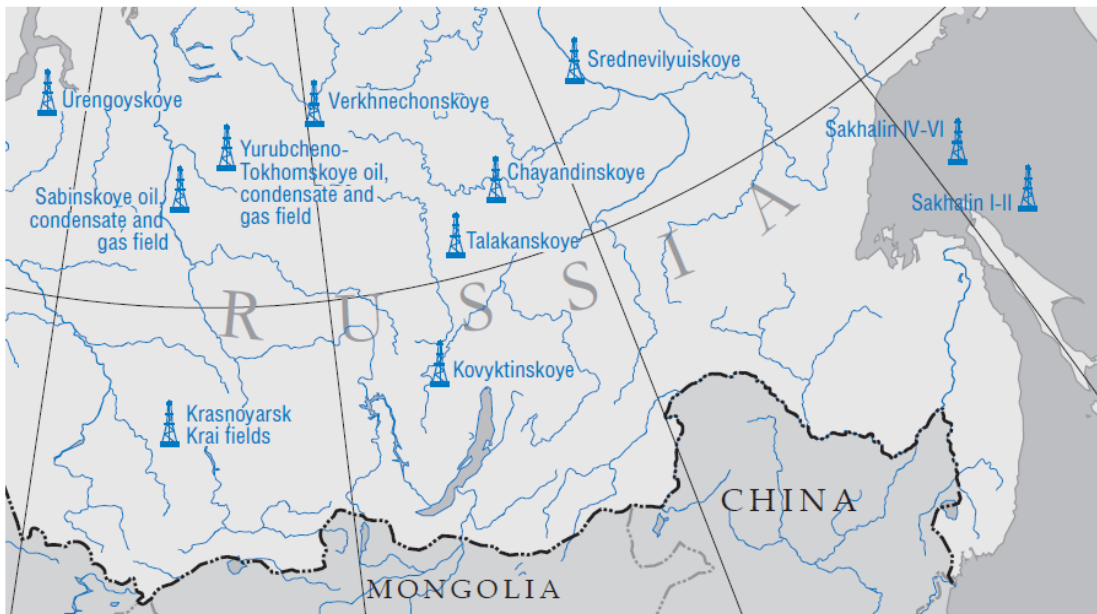 Srednevilyuiskoye
Urengoyskoye
Verkhnechonskoye
Sakhalin IV-VI
Yurubcheno-
Tokhomskoye oil,
condensate and
gas field
Chayandinskoye
Sabinskoye oil,
condensate and
gas field
Sakhalin I-II
Talakanskoye
RUSSIA
Kovyktinskoye
Krasnoyarsk
Krai fields
CHINA
MONGOLIA